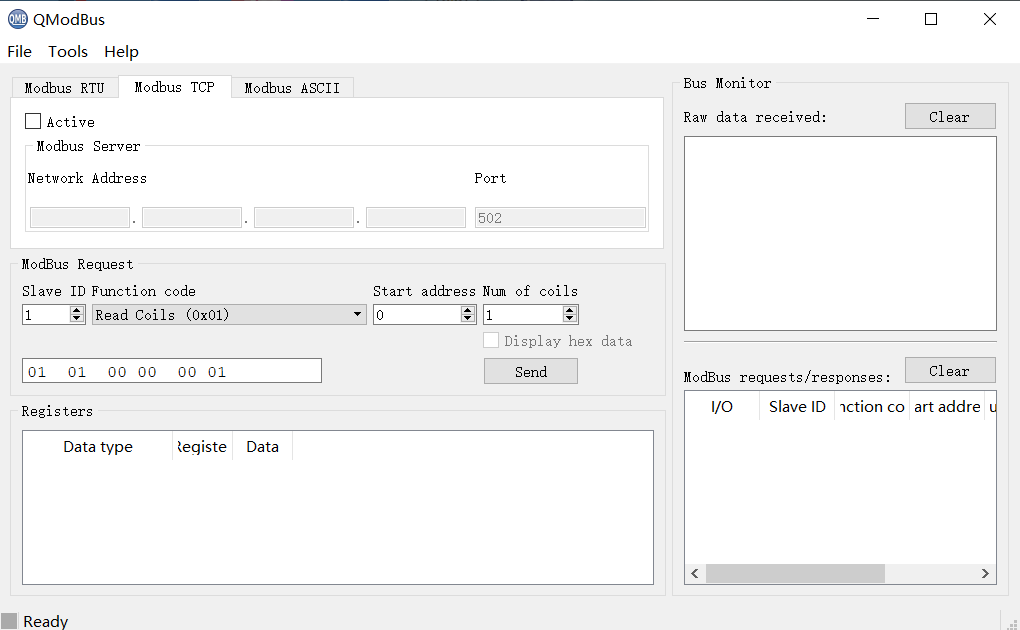 QMB QModBus
File Tools Help
Modbus RTU Modbus TCP Modbus ASCII
Active
Modbus Server
Network Address Port
. . . 502
ModBus Request
Slave ID Function code Start address Num of coils
1 Read Coils (0x01) 0 1
Display hex data
01 01 00 00 00 01 Send
Registers
Data type Registe Data
Bus Monitor
Raw data received: Clear
ModBus requests/responses: Clear
I/O Slave ID nction co art addre u
Ready